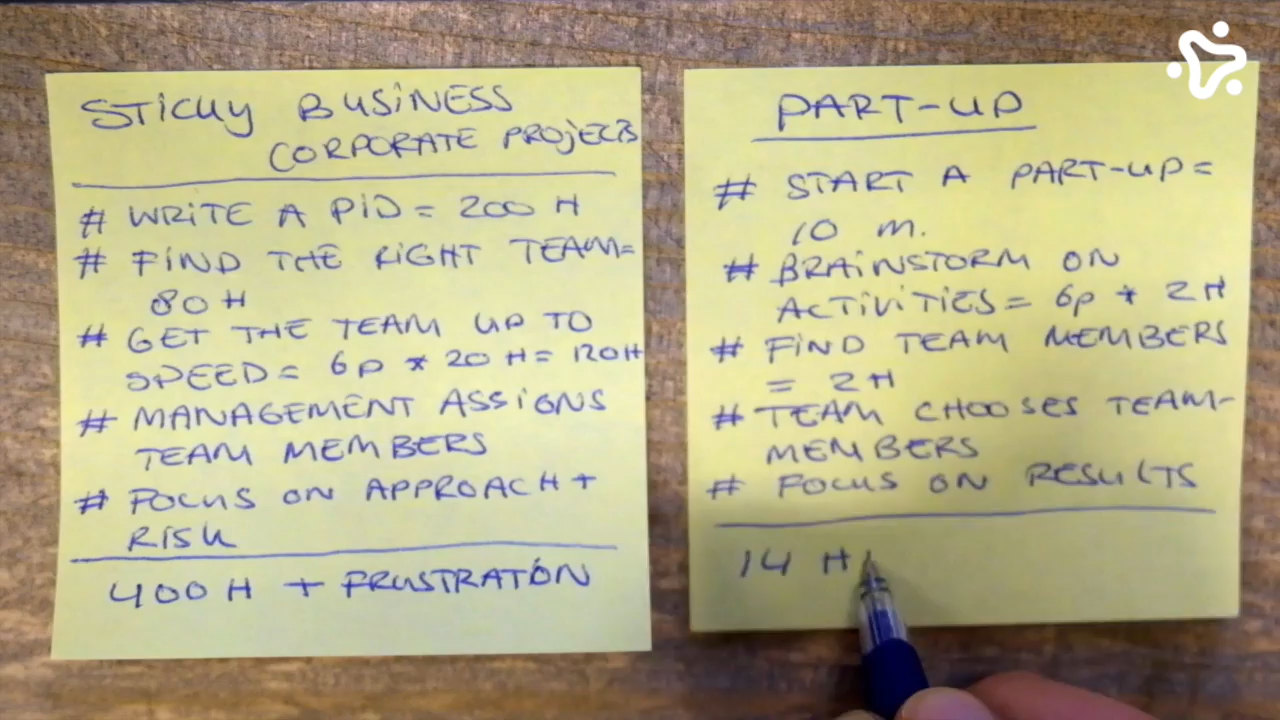 STICKY BUSINESS
CORPORATE PROJECTS
# WRITE A PID = 200 H
# FIND THE RIGHT TEAM=
80 H
# GET THE TEAM UP TO
SPEED = 6p * 20 H = 120H
# MANAGEMENT ASSIGNS
TEAM MEMBERS
# FOCUS ON APPROACH +
RISK
400 H + FRUSTRATION
PART-UP
# START A PART-UP =
10 m.
# BRAINSTORM ON
ACTIVITIES = 6p * 2H
# FIND TEAM MEMBERS
= 2H
# TEAM CHOOSES TEAM-
MEMBERS
# FOCUS ON RESULTS
14 H